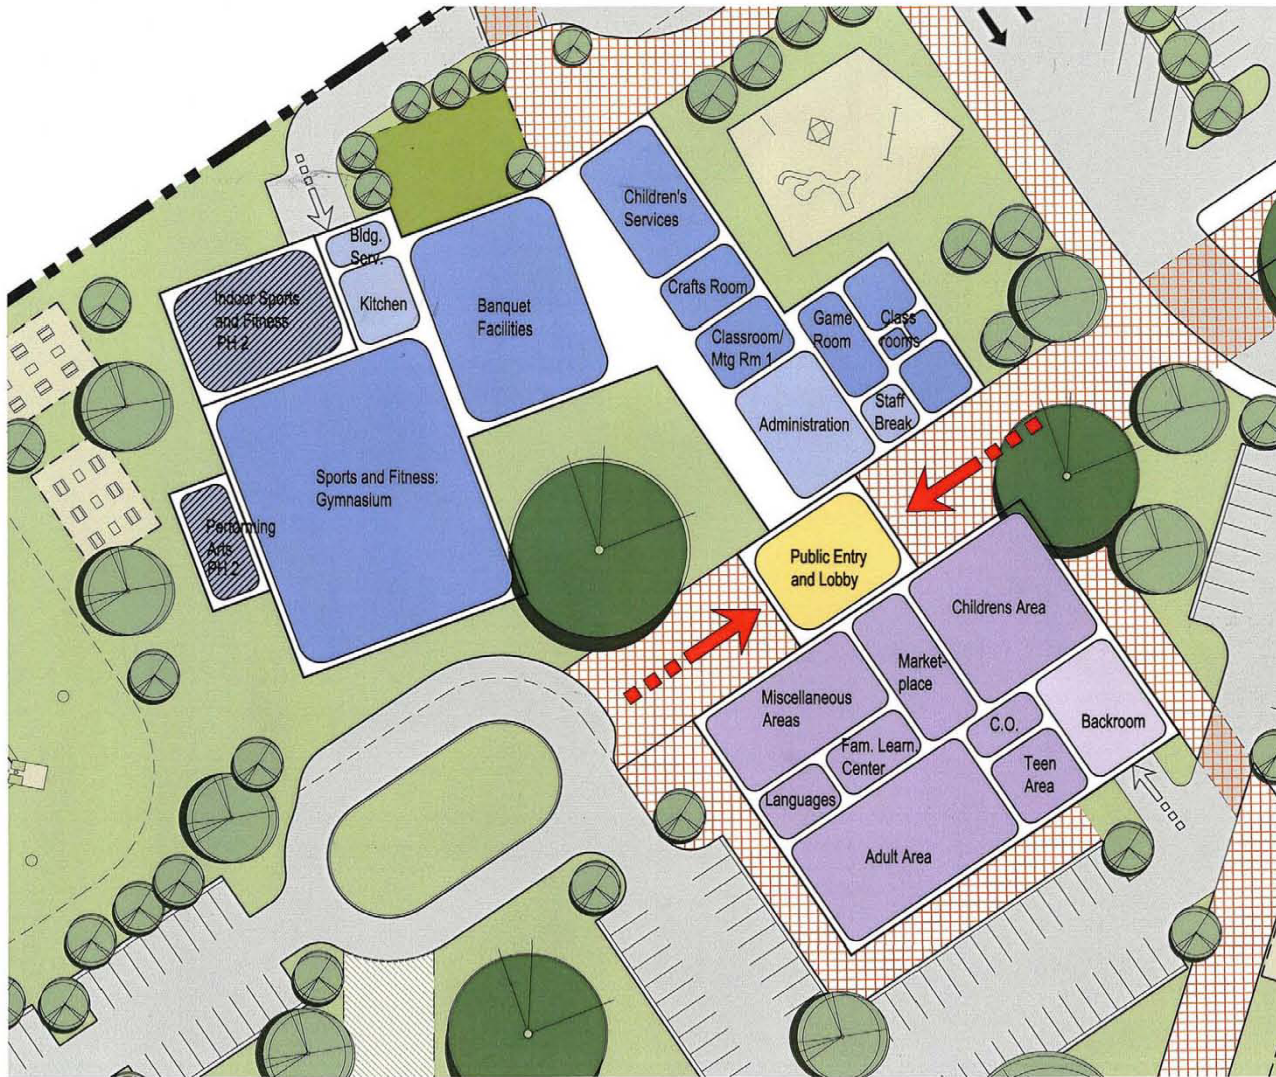 Children's
Services
Bldg.
Serv.
Indoor Sports
and Fitness
PH 2
Kitchen
Banquet
Facilities
Crafts Room
Classroom/
Mtg Rm 1
Game
Room
Class
rooms
Administration
Staff
Break
Sports and Fitness:
Gymnasium
Performing
Arts
PH 2
Public Entry
and Lobby
Childrens Area
Market-
place
Miscellaneous
Areas
C.O.
Backroom
Fam. Learn.
Center
Teen
Area
Languages
Adult Area